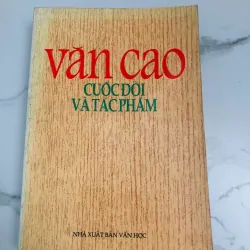 VĂN CAO
CUỘC ĐỜI
VÀ TÁC PHẨM
NHÀ XUẤT BẢN VĂN HỌC